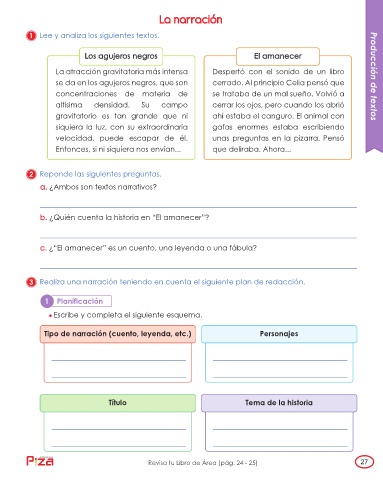 La narración
1 Lee y analiza los siguientes textos.
Los agujeros negros
La atracción gravitatoria más intensa
se da en los agujeros negros, que son
concentraciones de materia de
altísima densidad. Su campo
gravitatorio es tan grande que ni
siquiera la luz, con su extraordinaria
velocidad, puede escapar de él.
Entonces, si ni siquiera nos envían...
El amanecer
Despertó con el sonido de un libro
cerrado. Al principio Celia pensó que
se trataba de un mal sueño. Volvió a
cerrar los ojos, pero cuando los abrió
ahí estaba el canguro. El animal con
gafas enormes estaba escribiendo
unas preguntas en la pizarra. Pensó
que deliraba. Ahora...
Producción de textos
2 Reponde las siguientes preguntas.
a. ¿Ambos son textos narrativos?
b. ¿Quién cuenta la historia en "El amanecer"?
c. ¿"El amanecer" es un cuento, una leyenda o una fábula?
3 Realiza una narración teniendo en cuenta el siguiente plan de redacción.
1 Planificación
• Escribe y completa el siguiente esquema.
Tipo de narración (cuento, leyenda, etc.)
Personajes
Título
Tema de la historia
Piza
Revisa tu Libro de Área (pág. 24 - 25)
27